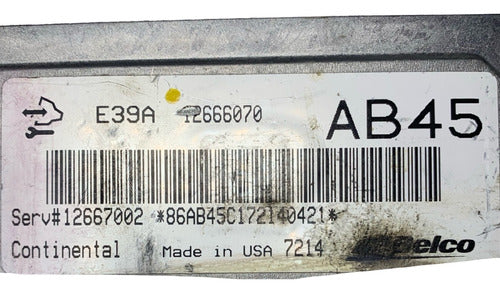 E39A 12666070 AB45
Serv#12667002 *86AB45C172140421*
Continental Made in USA 7214 Delco